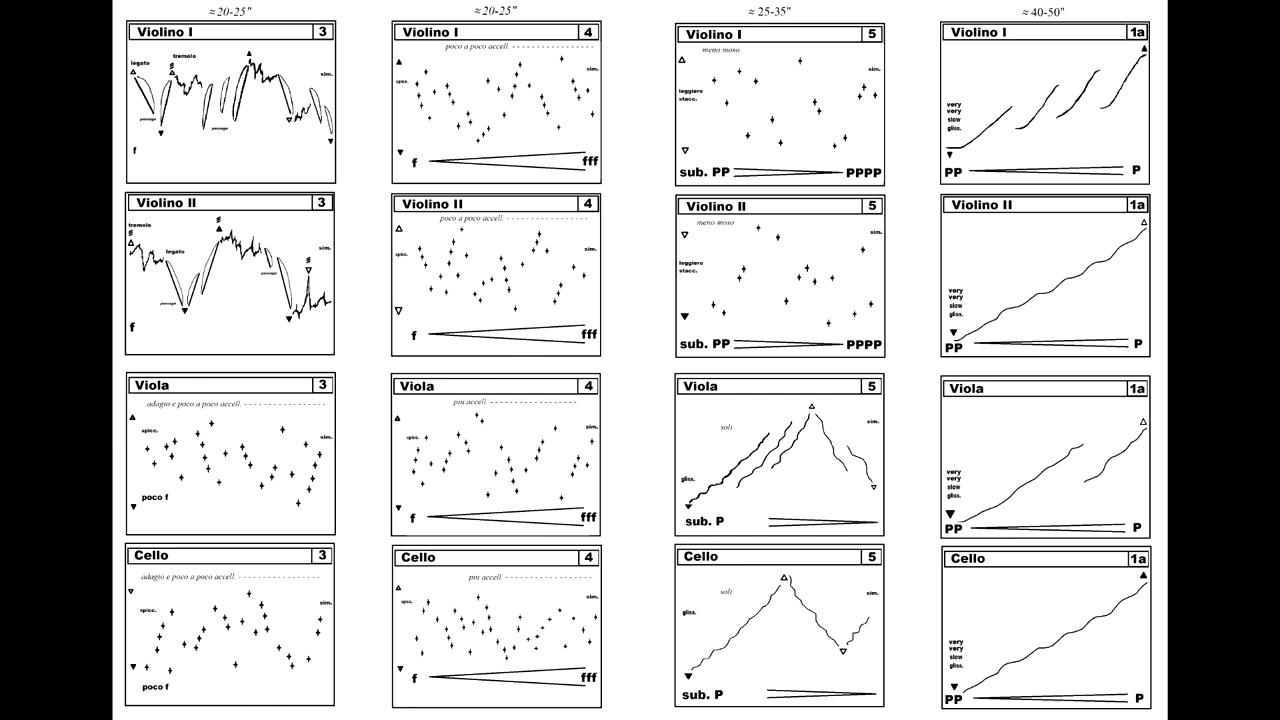 ≈ 20-25" ≈ 20-25" ≈ 25-35" ≈ 40-50"
Violino I 3
legato
tremolo
sim.
passage
passage
f
Violino I 4
poco a poco accell.
sim.
spicc.
f fff
Violino I 5
meno moso
sim.
leggiero
stacc.
sub. PP PPPP
Violino I 1a
very
very
slow
gliss.
PP P
Violino II 3
tremolo
legato
sim.
passage
passage
f
Violino II 4
poco a poco accell.
sim.
spicc.
f fff
Violino II 5
meno moso
sim.
leggiero
stacc.
sub. PP PPPP
Violino II 1a
very
very
slow
gliss.
PP P
Viola 3
adagio e poco a poco accell.
spicc.
sim.
poco f
Viola 4
piu accell.
sim.
spicc.
f fff
Viola 5
soli
sim.
gliss.
sub. P
Viola 1a
very
very
slow
gliss.
PP P
Cello 3
adagio e poco a poco accell.
sim.
spicc.
poco f
Cello 4
piu accell.
sim.
spicc.
f fff
Cello 5
soli
sim.
gliss.
sub. P
Cello 1a
very
very
slow
gliss.
PP P